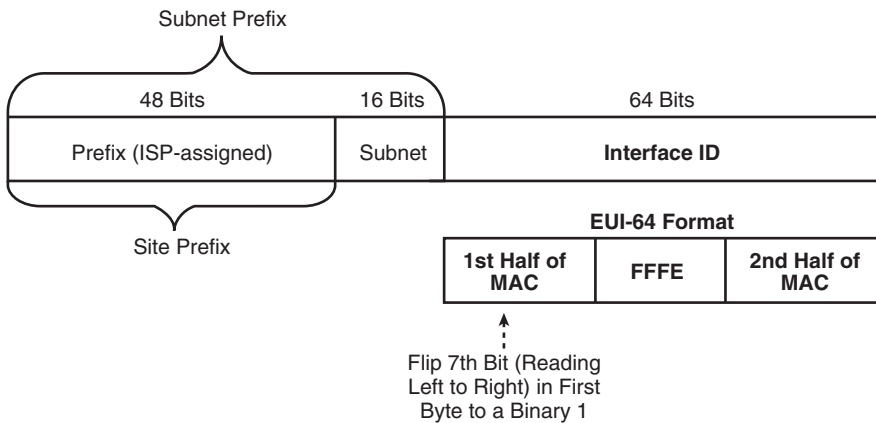 Subnet Prefix
48 Bits
16 Bits
64 Bits
Prefix (ISP-assigned)
Subnet
Interface ID
Site Prefix
EUI-64 Format
1st Half of
MAC
FFFE
2nd Half of
MAC
Flip 7th Bit (Reading
Left to Right) in First
Byte to a Binary 1